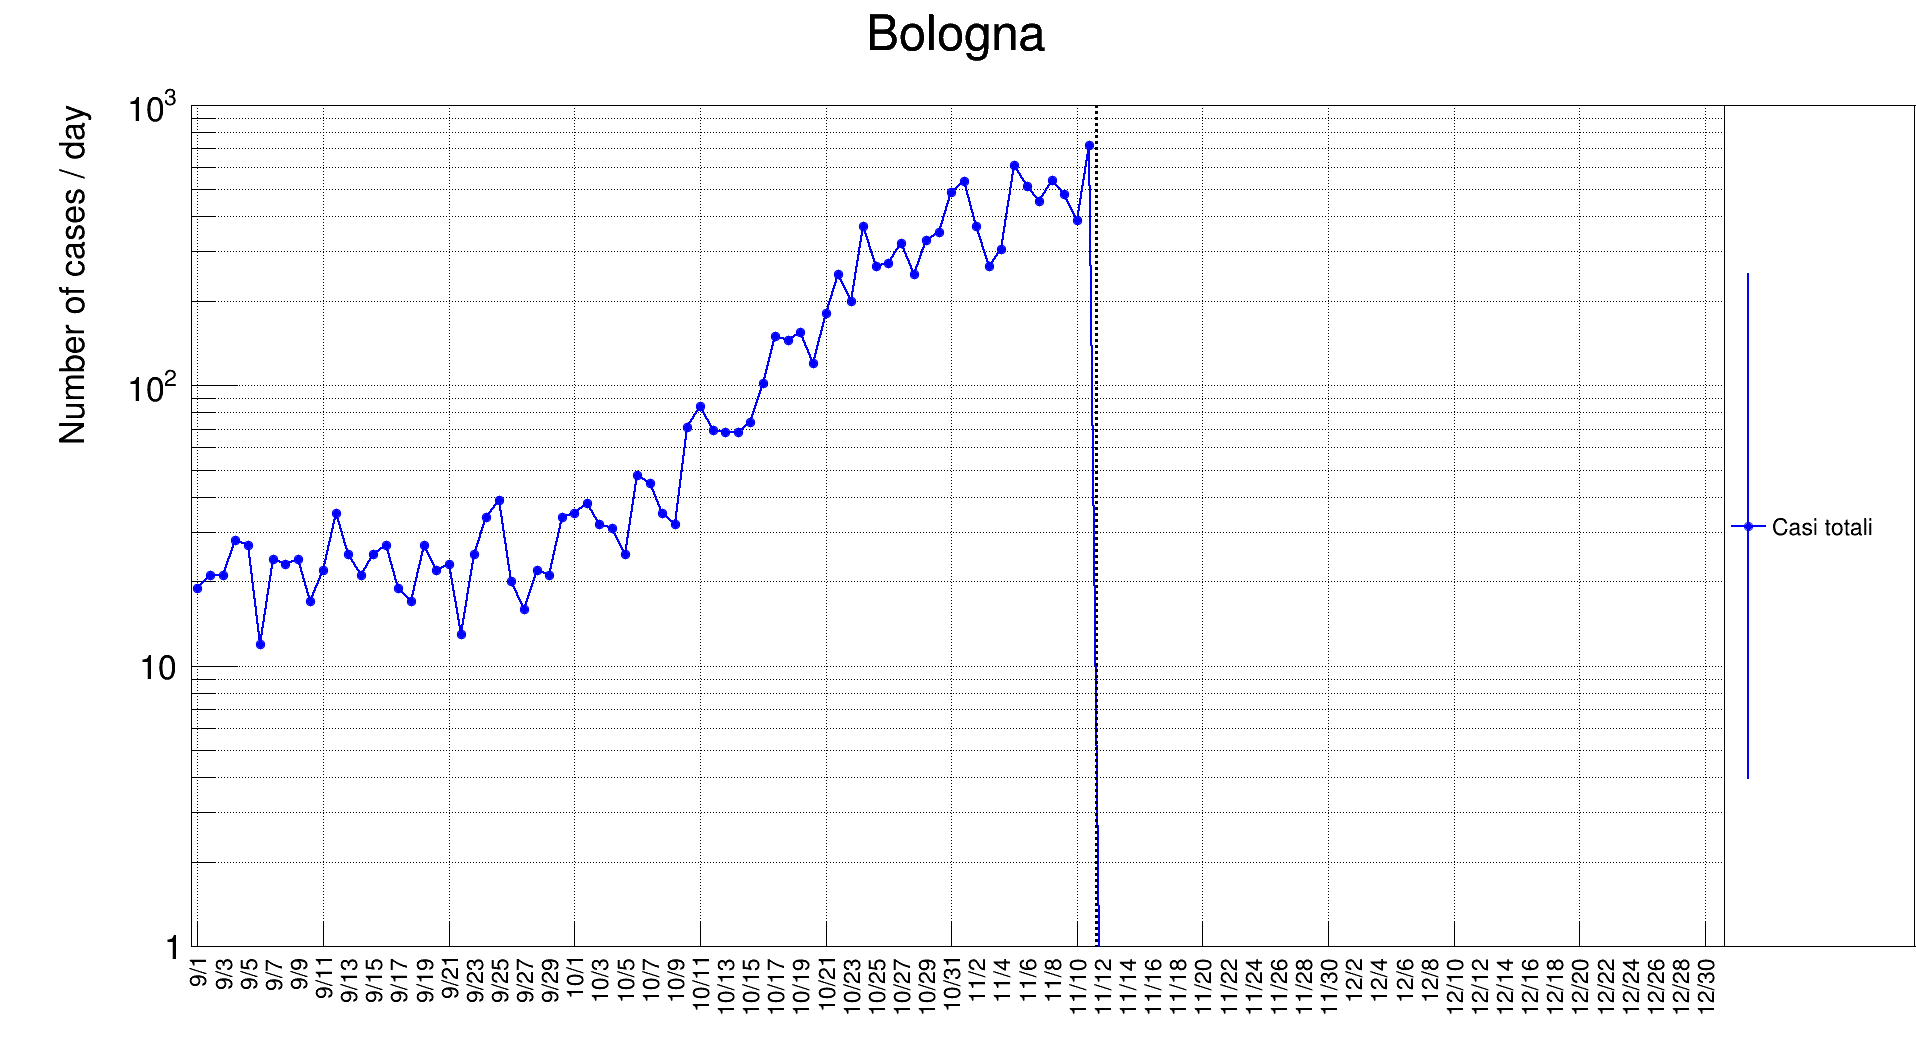 Bologna
Number of cases / day
10³
10²
10
1
9/1 9/3 9/5 9/7 9/9 9/11 9/13 9/15 9/17 9/19 9/21 9/23 9/25 9/27 9/29 10/1 10/3 10/5 10/7 10/9 10/11 10/13 10/15 10/17 10/19 10/21 10/23 10/25 10/27 10/29 10/31 11/2 11/4 11/6 11/8 11/10 11/12 11/14 11/16 11/18 11/20 11/22 11/24 11/26 11/28 11/30 12/2 12/4 12/6 12/8 12/10 12/12 12/14 12/16 12/18 12/20 12/22 12/24 12/26 12/28 12/30
Casi totali